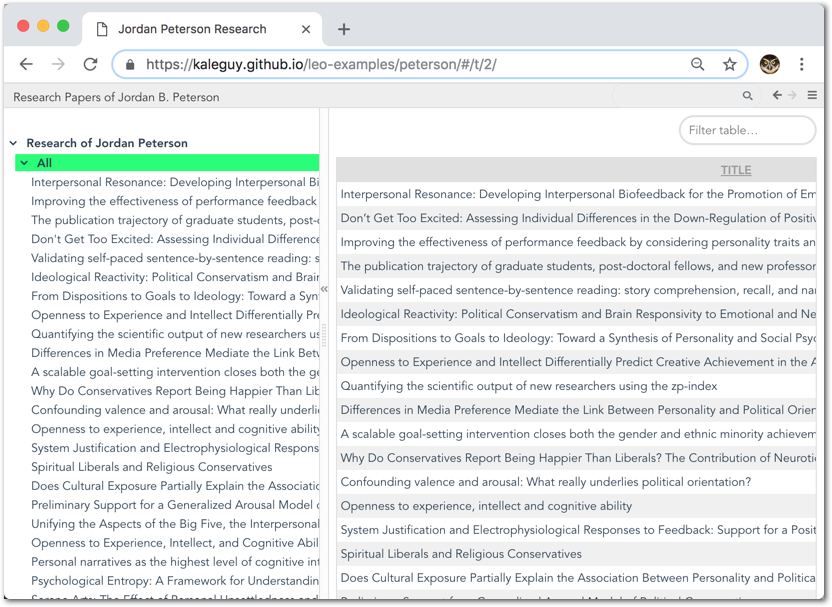 Jordan Peterson Research
https://kaleguy.github.io/leo-examples/peterson/#/t/2/
Research Papers of Jordan B. Peterson
Research of Jordan Peterson
All
Interpersonal Resonance: Developing Interpersonal Bi
Improving the effectiveness of performance feedback
The publication trajectory of graduate students, post-
Don't Get Too Excited: Assessing Individual Difference
Validating self-paced sentence-by-sentence reading: s
Ideological Reactivity: Political Conservatism and Brain
From Dispositions to Goals to Ideology: Toward a Syn
Openness to Experience and Intellect Differentially Pre
Quantifying the scientific output of new researchers us
Differences in Media Preference Mediate the Link Betw
A scalable goal-setting intervention closes both the ge
Why Do Conservatives Report Being Happier Than Lib
Confounding valence and arousal: What really underli
Openness to experience, intellect and cognitive ability
System Justification and Electrophysiological Respons
Spiritual Liberals and Religious Conservatives
Does Cultural Exposure Partially Explain the Association
Preliminary Support for a Generalized Arousal Model o
Unifying the Aspects of the Big Five, the Interpersonal
Openness to Experience, Intellect, and Cognitive Abil
Personal narratives as the highest level of cognitive int
Psychological Entropy: A Framework for Understandin
Filter table...
TITLE
Interpersonal Resonance: Developing Interpersonal Biofeedback for the Promotion of Em
Don't Get Too Excited: Assessing Individual Differences in the Down-Regulation of Positiv
Improving the effectiveness of performance feedback by considering personality traits an
The publication trajectory of graduate students, post-doctoral fellows, and new professor
Validating self-paced sentence-by-sentence reading: story comprehension, recall, and nar
Ideological Reactivity: Political Conservatism and Brain Responsivity to Emotional and Ne
From Dispositions to Goals to Ideology: Toward a Synthesis of Personality and Social Psyc
Openness to Experience and Intellect Differentially Predict Creative Achievement in the A
Quantifying the scientific output of new researchers using the zp-index
Differences in Media Preference Mediate the Link Between Personality and Political Orien
A scalable goal-setting intervention closes both the gender and ethnic minority achievem
Why Do Conservatives Report Being Happier Than Liberals? The Contribution of Neurotic
Confounding valence and arousal: What really underlies political orientation?
Openness to experience, intellect and cognitive ability
System Justification and Electrophysiological Responses to Feedback: Support for a Posit
Spiritual Liberals and Religious Conservatives
Does Cultural Exposure Partially Explain the Association Between Personality and Politica